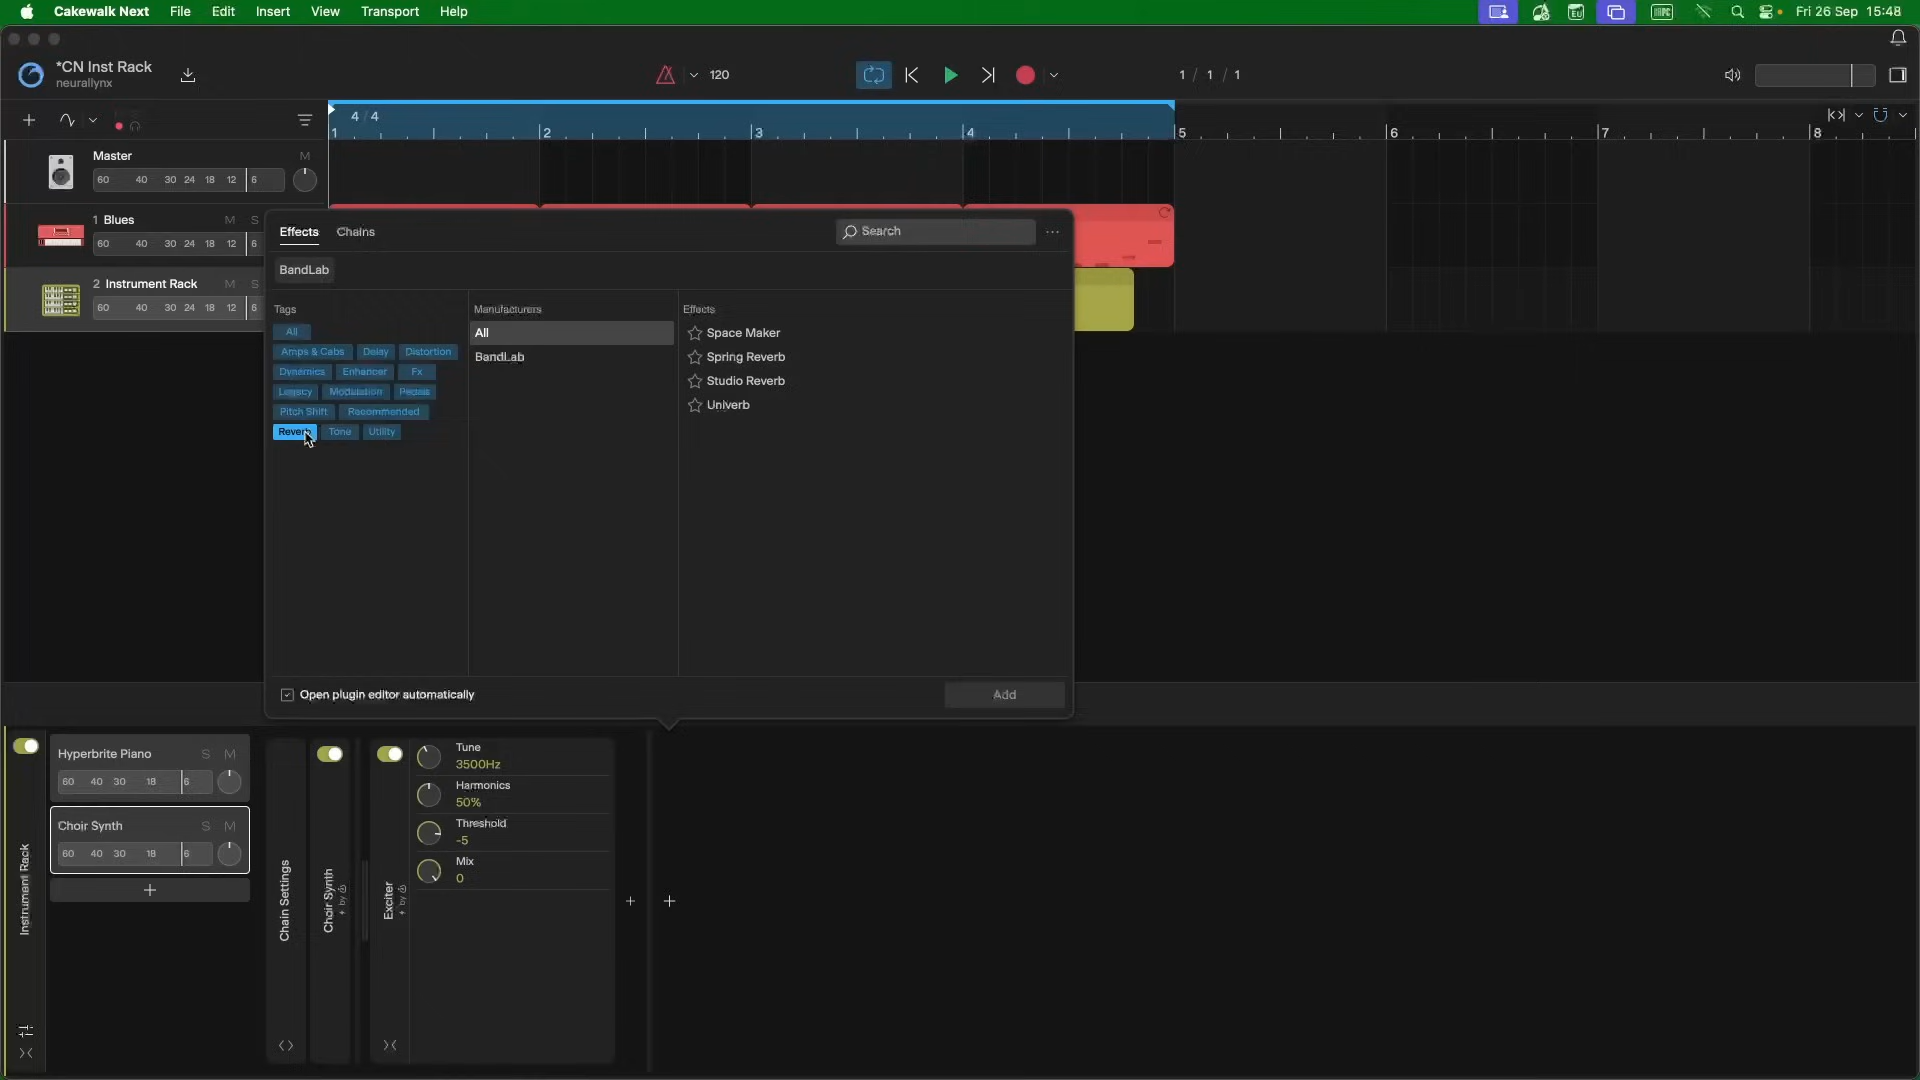 Cakewalk Next File Edit Insert View Transport Help
EU
Fri 26 Sep 15:48
*CN Inst Rack
neurallynx
120
1 / 1 / 1
4 / 4
1 2 3 4 5 6 7 8
Master M
60 40 30 24 18 12 6
1 Blues M S
60 40 30 24 18 12 6
2 Instrument Rack M S
60 40 30 24 18 12 6
Effects Chains Search ...
BandLab
Tags
All
Amps & Cabs Delay Distortion
Dynamics Enhancer Fx
Legacy Modulation Pedals
Pitch Shift Recommended
Reverb Tone Utility
Manufacturers
All
BandLab
Effects
Space Maker
Spring Reverb
Studio Reverb
Univerb
Open plugin editor automatically
Add
Instrument Rack
Hyperbrite Piano S M
60 40 30 18 6
Choir Synth S M
60 40 30 18 6
+
Chain Settings
Choir Synth
by
Exciter
by
Tune
3500Hz
Harmonics
50%
Threshold
-5
Mix
0
+
+